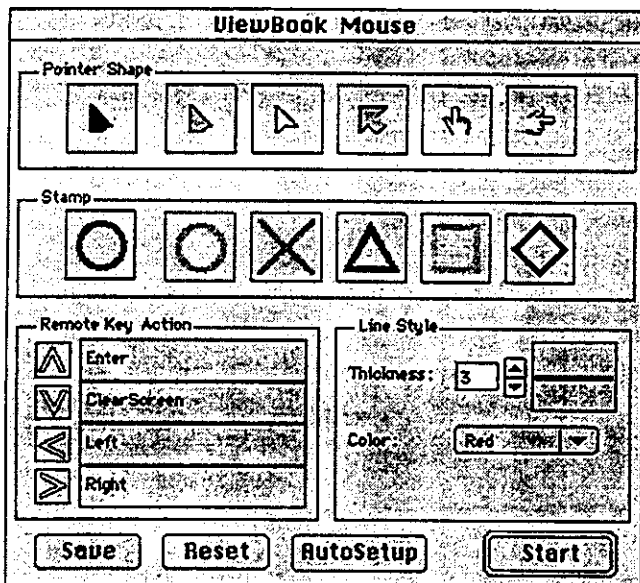 ViewBook Mouse
Pointer Shape
Stamp
Remote Key Action
Enter
ClearScreen
Left
Right
Line Style
Thickness: 3
Color: Red
Save Reset AutoSetup Start